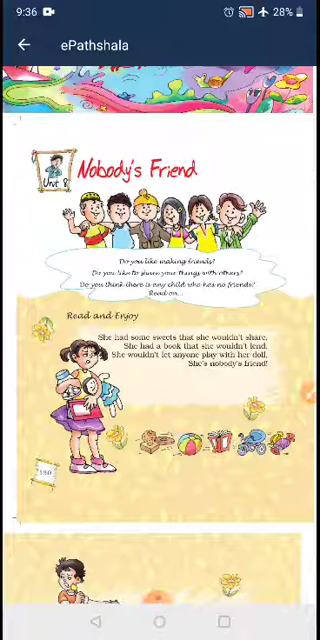 9:36
28%
ePathshala
Unit 8
Nobody's Friend
Do you like making friends?
Do you like to share your things with others?
Do you think there is any child who has no friends?
Read on...
Read and Enjoy
She had some sweets that she wouldn't share,
She had a book that she wouldn't lend,
She wouldn't let anyone play with her doll,
She's nobody's friend!
130